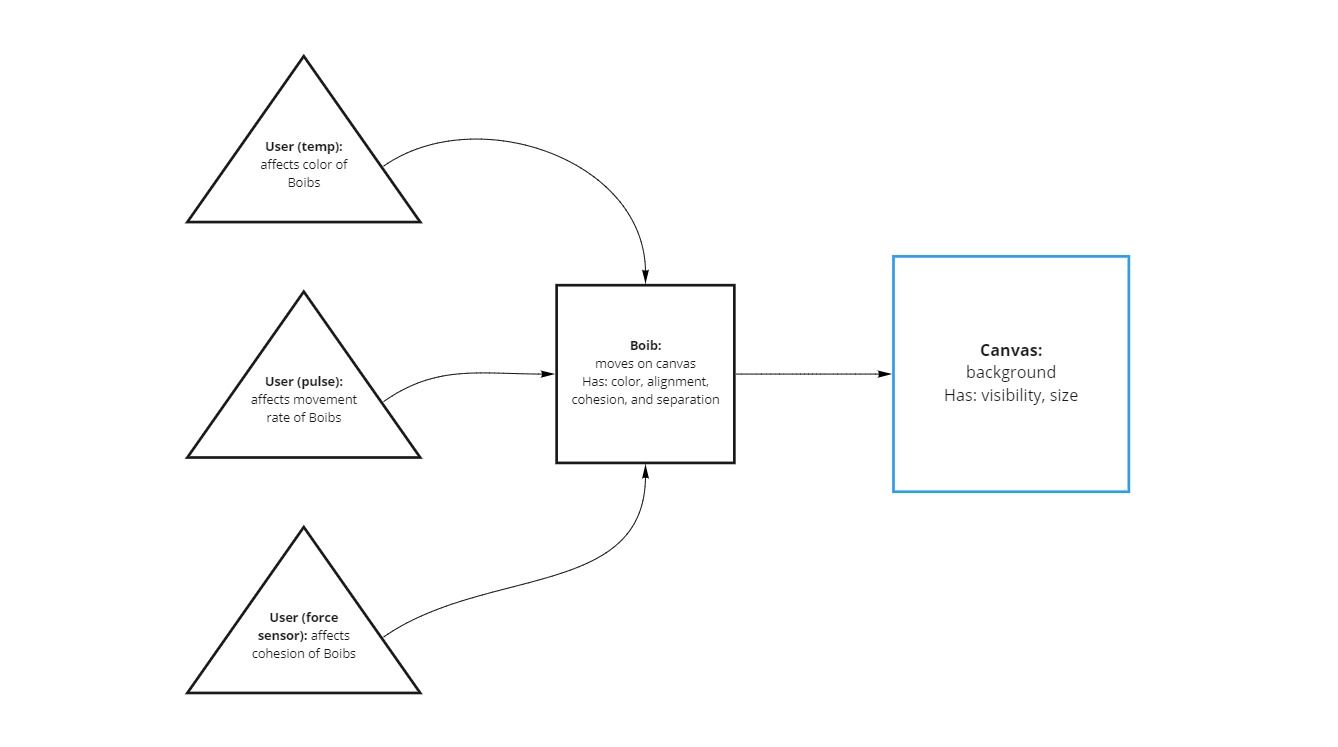 User (temp):
affects color of
Boibs
User (pulse):
affects movement
rate of Boibs
User (force
sensor): affects
cohesion of Boibs
Boib:
moves on canvas
Has: color, alignment,
cohesion, and separation
Canvas:
background
Has: visibility, size